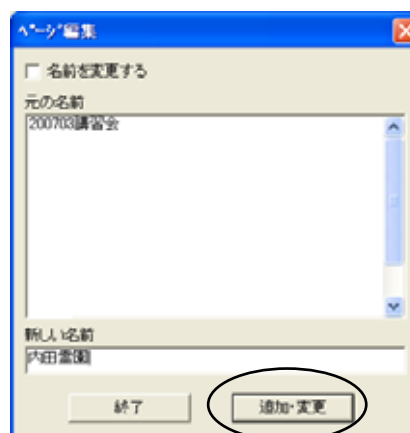 ページ編集
名前を変更する
元の名前
200703講習会
新しい名前
内田霊園
終了
追加・変更